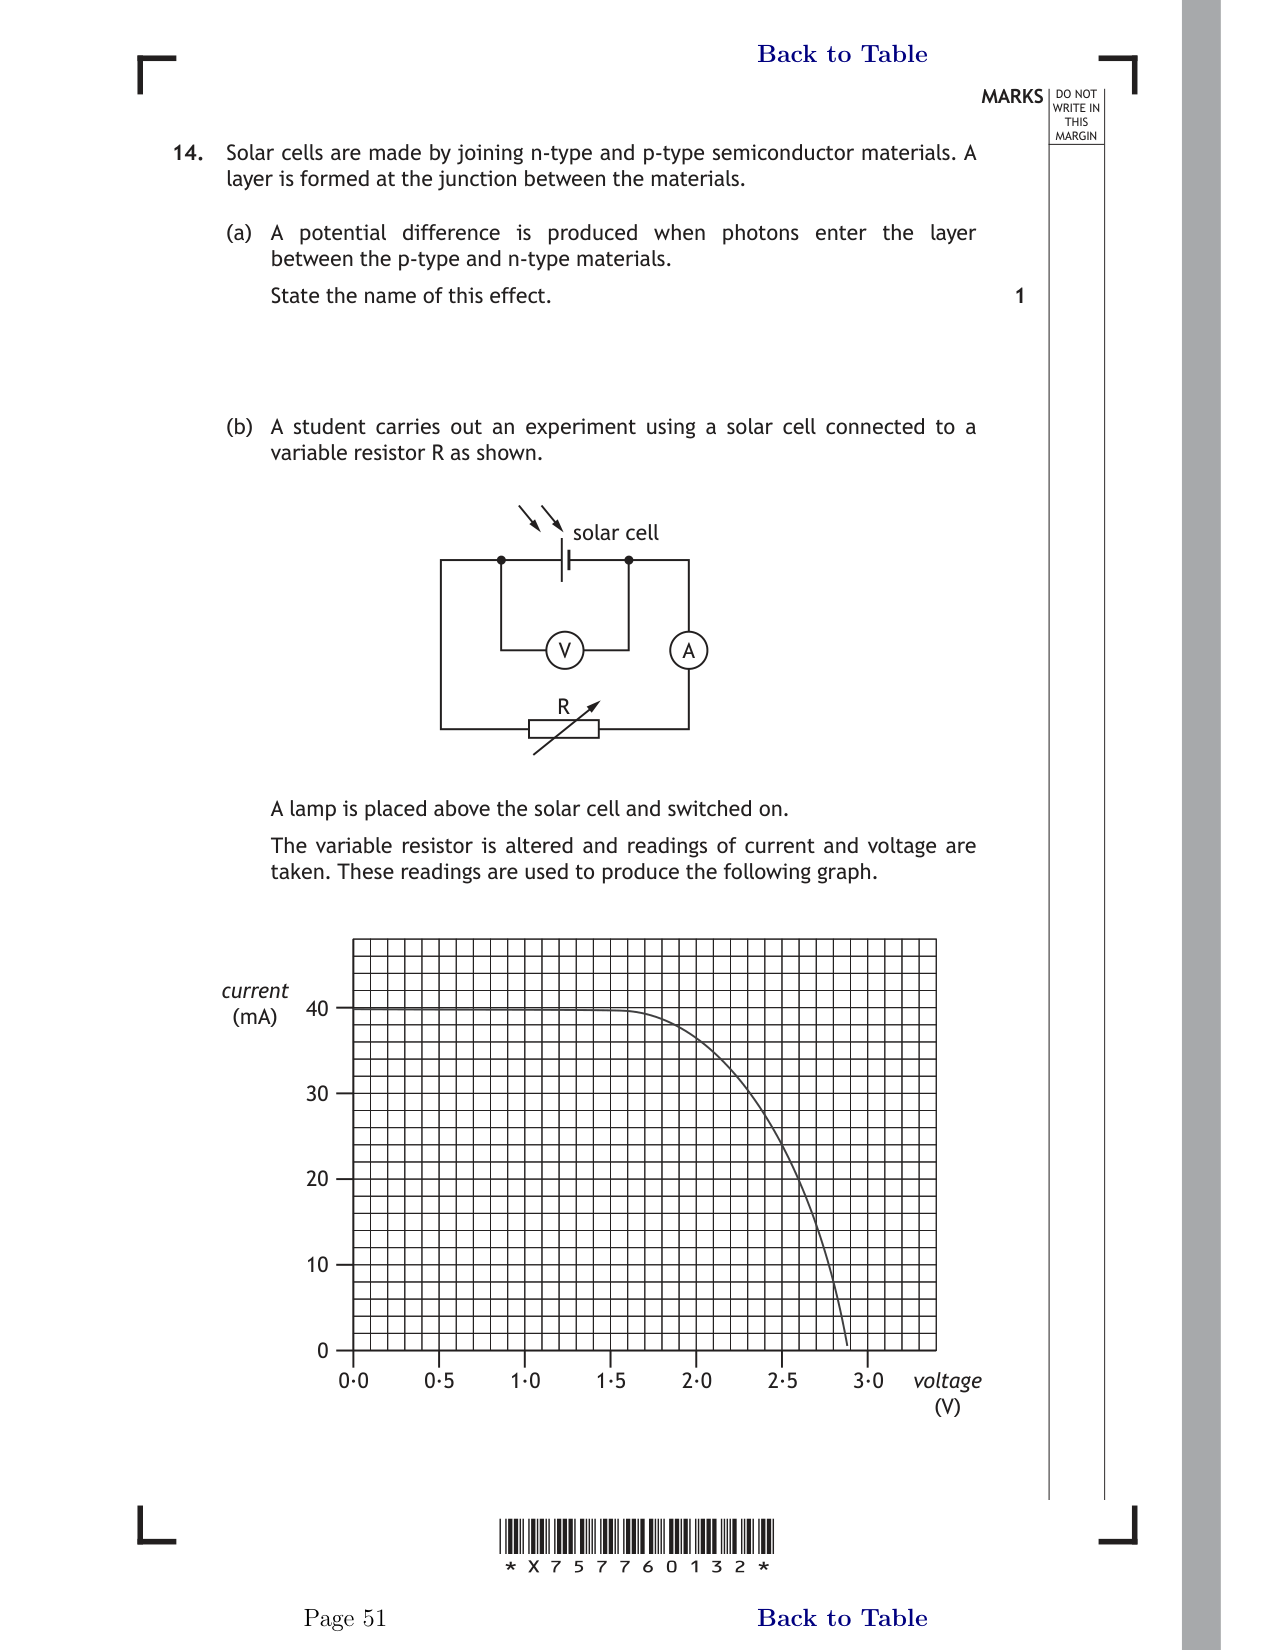 Back to Table
MARKS
DO NOT
WRITE IN
THIS
MARGIN
14. Solar cells are made by joining n-type and p-type semiconductor materials. A
layer is formed at the junction between the materials.
(a) A potential difference is produced when photons enter the layer
between the p-type and n-type materials.
State the name of this effect. 1
(b) A student carries out an experiment using a solar cell connected to a
variable resistor R as shown.
solar cell
V
A
R
A lamp is placed above the solar cell and switched on.
The variable resistor is altered and readings of current and voltage are
taken. These readings are used to produce the following graph.
current
(mA)
40
30
20
10
0
0·0 0·5 1·0 1·5 2·0 2·5 3·0 voltage
(V)
* X 7 5 7 7 6 0 1 3 2 *
Page 51 Back to Table